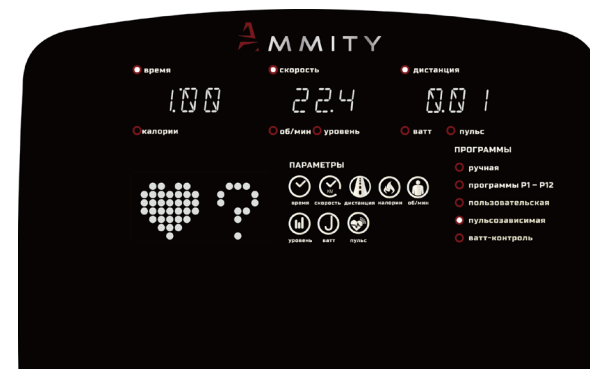 AMMITY
время скорость дистанция
1.00 22.4 0.01
калории об/мин уровень ватт пульс
ПРОГРАММЫ
ПАРАМЕТРЫ
ручная
программы P1 – P12
время скорость дистанция калории об/мин
пользовательская
пульсозависимая
уровень ватт пульс
ватт-контроль